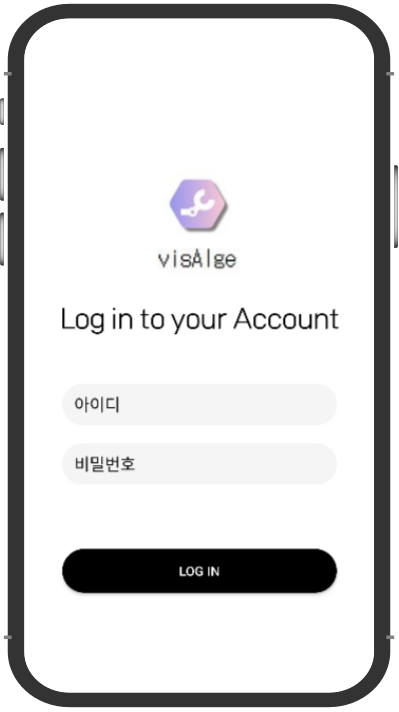 visAlge
Log in to your Account
아이디
비밀번호
LOG IN